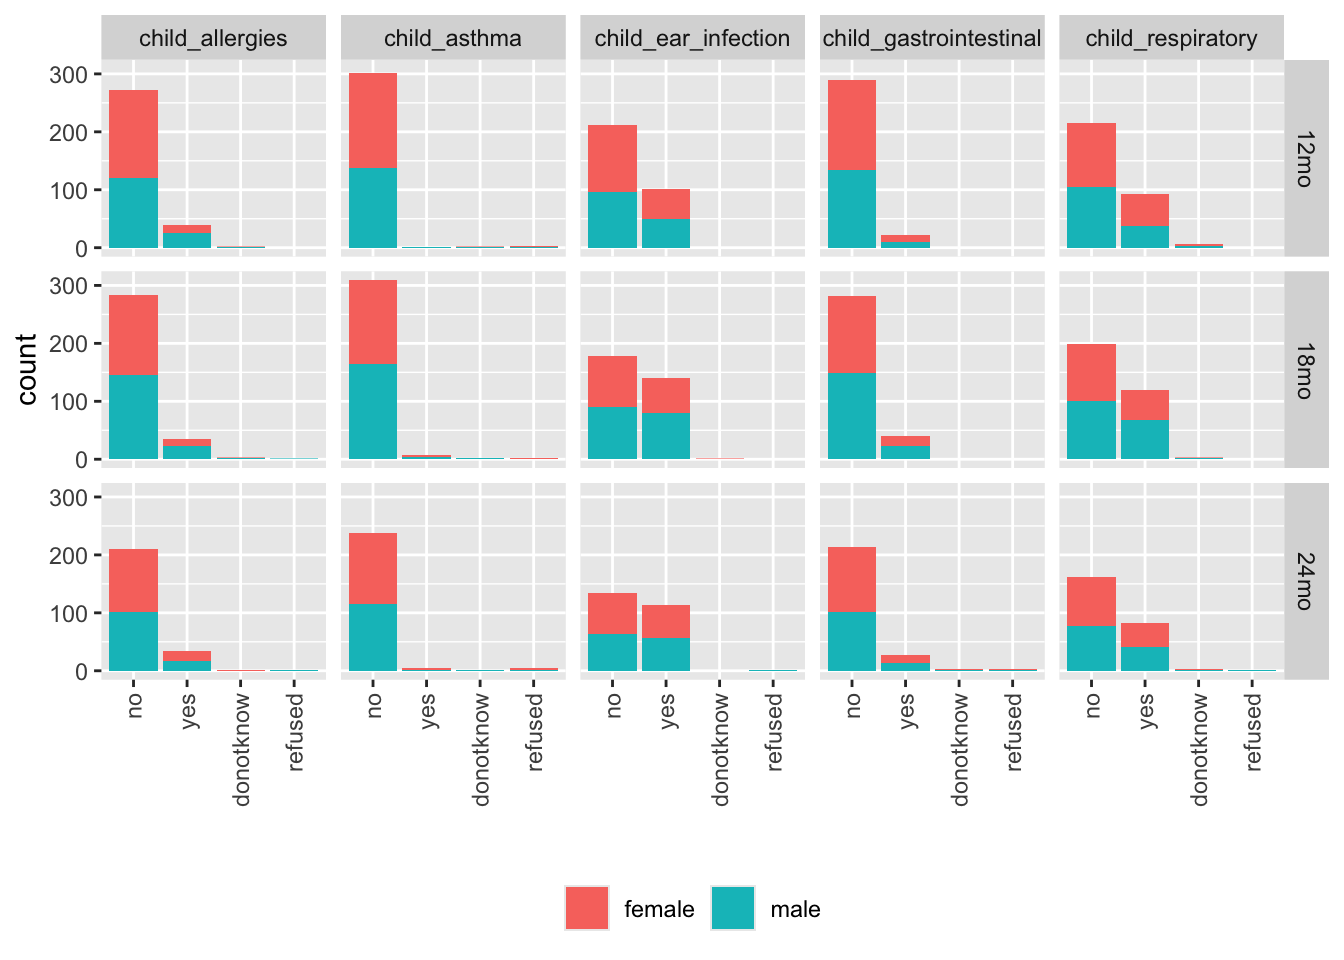 child_allergies child_asthma child_ear_infection child_gastrointestinal child_respiratory
300
200
100
0
12mo
300
200
100
0
18mo
count
300
200
100
0
24mo
no yes donotknow refused no yes donotknow refused no yes donotknow refused no yes donotknow refused no yes donotknow refused
female male